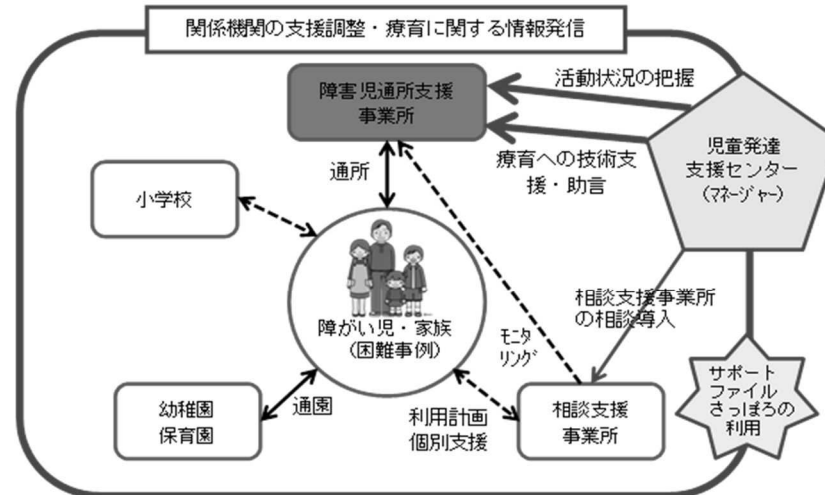 関係機関の支援調整・療育に関する情報発信
障害児通所支援
事業所
活動状況の把握
児童発達
支援センター
(マネージャー)
療育への技術支
援・助言
通所
小学校
障がい児・家族
(困難事例)
モニタ
リング
相談支援事業所
の相談導入
サポート
ファイル
さっぽろの
利用
幼稚園
保育園
通園
利用計画
個別支援
相談支援
事業所